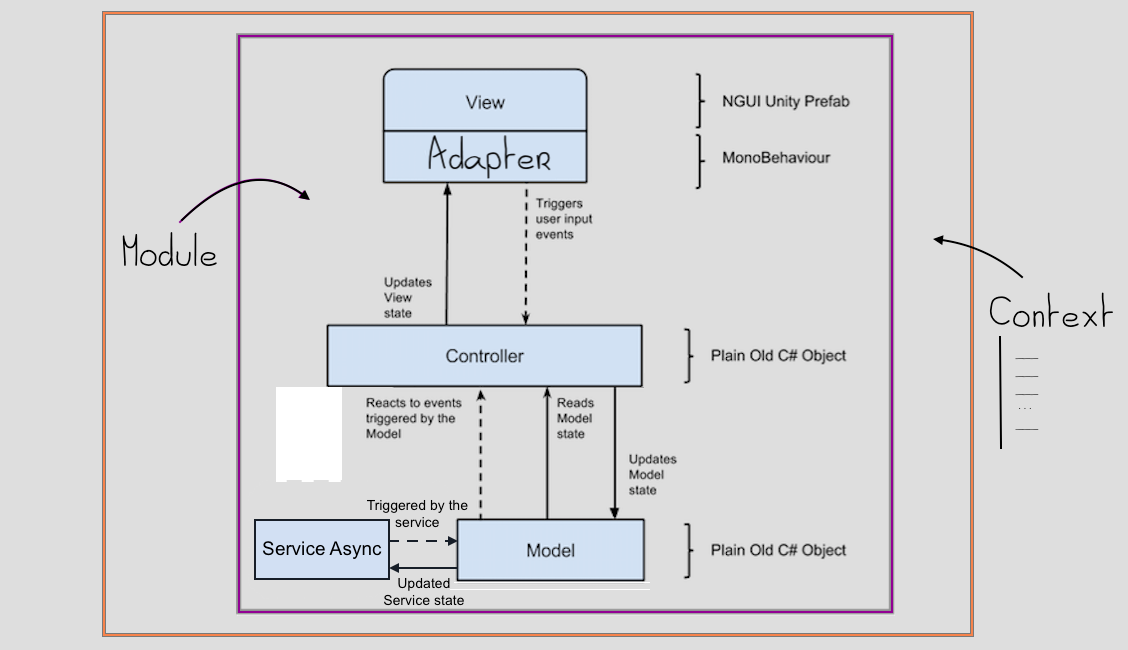 View
NGUI Unity Prefab
Adapter
MonoBehaviour
Triggers
user input
events
Module
Updates
View
state
Context
...
Controller
Plain Old C# Object
Reacts to events
triggered by the
Model
Reads
Model
state
Updates
Model
state
Triggered by the
service
Service Async
Model
Plain Old C# Object
Updated
Service state